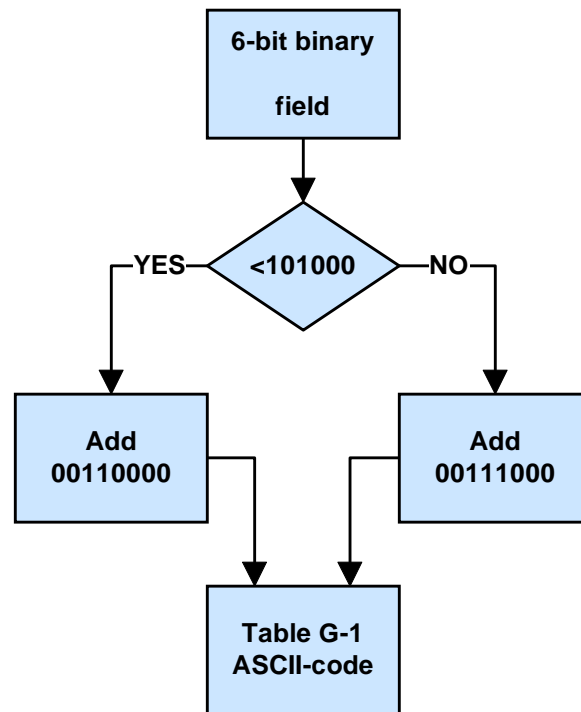 6-bit binary
field
<101000
YES
NO
Add
00110000
Add
00111000
Table G-1
ASCII-code